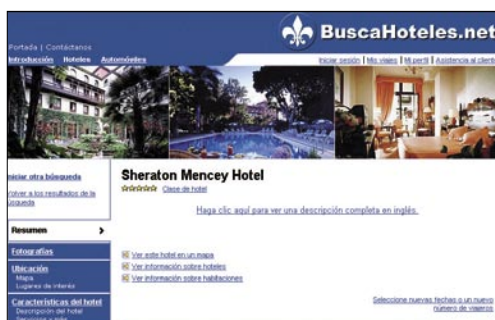 BuscaHoteles.net
Portada | Contáctanos
Introducción Hoteles Automóviles
Iniciar sesión | Mis viajes | Mi perfil | Asistencia al cliente
Iniciar otra búsqueda
Volver a los resultados de la
búsqueda
Resumen
Fotografías
Ubicación
Mapa
Lugares de interés
Características del hotel
Descripción del hotel
Servicios y más
Sheraton Mencey Hotel
Clase de hotel
Haga clic aquí para ver una descripción completa en inglés.
Ver este hotel en un mapa
Ver información sobre hoteles
Ver información sobre habitaciones
Seleccione nuevas fechas o un nuevo
número de viajeros